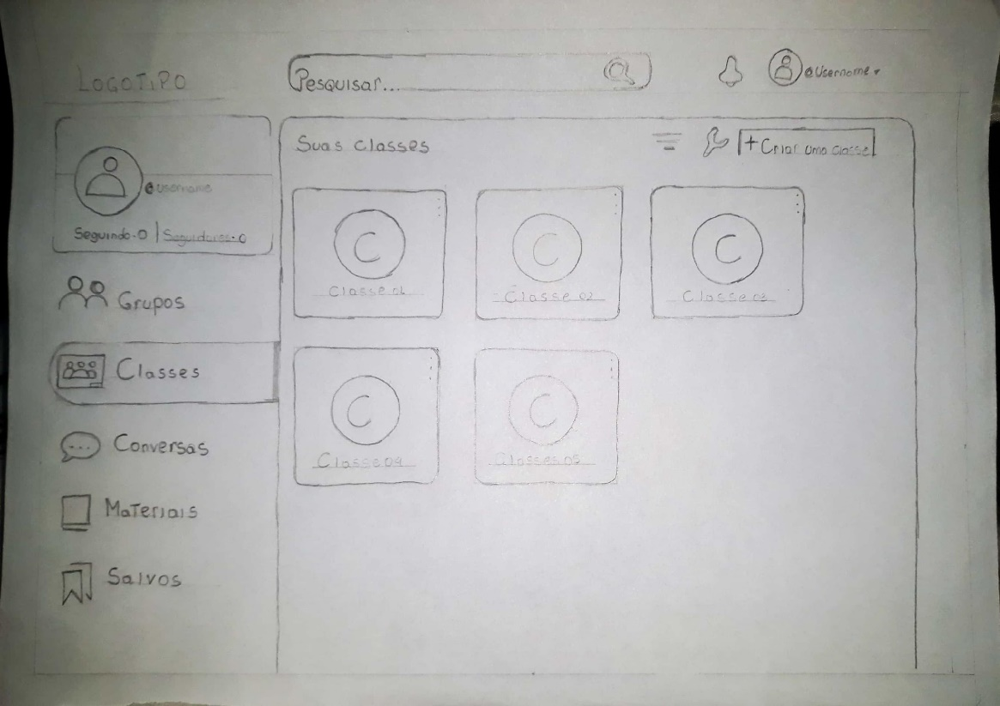 LOGOTIPO
Pesquisar...
@Username
@username
Seguindo-0 | Seguidores-0
Grupos
Classes
Conversas
Materiais
Salvos
Suas classes
+ Criar uma classe
C
Classe 01
C
Classe 02
C
Classe 03
C
Classe 04
C
Classes 05